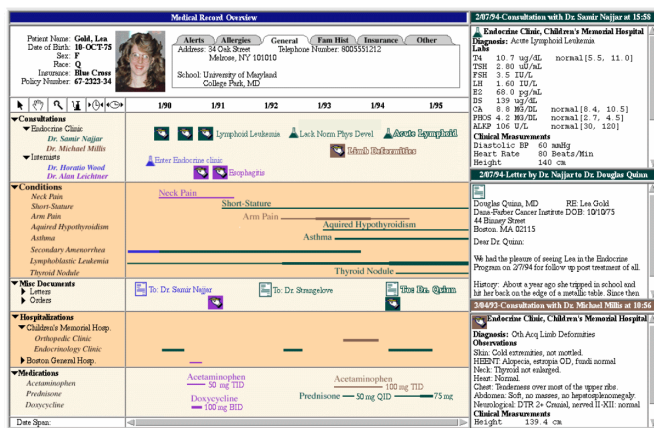 Medical Record Overview
Patient Name: Gold, Lea
Date of Birth: 10-OCT-75
Sex: F
Race: Q
Insurance: Blue Cross
Policy Number: 67-2323-34
Alerts
Allergies
General
Fam Hist
Insurance
Other
Address: 34 Oak Street
Melrose, NY 101010
Telephone Number: 8005551212
School: University of Maryland
College Park, MD
1/90 1/91 1/92 1/93 1/94 1/95
Consultations
Endocrine Clinic
Dr. Samir Najjar
Dr. Michael Millis
Internists
Dr. Horatio Wood
Dr. Alan Leichtner
Lymphoid Leukemia
Lack Norm Phys Devel
Acute Lymphoid
Limb Deformities
Enter Endocrine clinic
Esophagitis
Conditions
Neck Pain
Short-Stature
Arm Pain
Aquired Hypothyroidism
Asthma
Secondary Amenorrhea
Lymphoblastic Leukemia
Thyroid Nodule
Neck Pain
Short-Stature
Arm Pain
Aquired Hypothyroidism
Asthma
Thyroid Nodule
Misc Documents
Letters
Orders
To: Dr. Samir Najjar
To: Dr. Strangelove
To: Dr. Quinn
Hospitalizations
Children's Memorial Hosp.
Orthopedic Clinic
Endocrinology Clinic
Boston General Hosp.
Medications
Acetaminophen
Prednisone
Doxycycline
Acetaminophen
50 mg TID
Doxycycline
100 mg BID
Acetaminophen
100 mg TID
Prednisone
50 mg QID
75 mg
Date Span:
2/07/94-Consultation with Dr. Samir Najjar at 15:58
Endocrine Clinic, Children's Memorial Hospital
Diagnosis: Acute Lymphoid Leukemia
Labs
T4 10.7 ug/dL normal[5.5, 11.0]
TSH 2.80 uU/mL
FSH 3.5 IU/L
LH 1.60 IU/L
E2 68.0 pg/mL
DS 139 ug/dL
CA 8.8 MG/DL normal[8.4, 10.5]
PHOS 4.2 MG/DL normal[2.7, 4.5]
ALKP 106 U/L normal[30, 120]
Clinical Measurements
Diastolic BP 60 mmHg
Heart Rate 80 Beats/Min
Height 140 cm
2/07/94-Letter by Dr. Najjar to Dr. Douglas Quinn
Douglas Quinn, MD RE: Lea Gold
Dana-Farber Cancer Institute DOB: 10/10/75
44 Binney Street
Boston, MA 02115
Dear Dr. Quinn:
We had the pleasure of seeing Lea in the Endocrine
Program on 2/7/94 for follow up post treatment of all.
History: About a year ago she tripped in school and
hit her back on the edge of a metallic table. Since then
3/04/93-Consultation with Dr. Michael Millis at 10:56
Endocrine Clinic, Children's Memorial Hospital
Diagnosis: Oth Acq Limb Deformities
Observations
Skin: Cold extremities, not mottled.
HEENT: Alopecia, estropia OD, fundi normal
Neck: Thyroid not enlarged.
Heart: Normal.
Chest: Tenderness over most of the upper ribs.
Abdomen: Soft, no masses, no hepatosplenomegaly.
Neurological: DTR 2+ Cranial, nerved II-XII: normal
Clinical Measurements
Height 139.4 cm